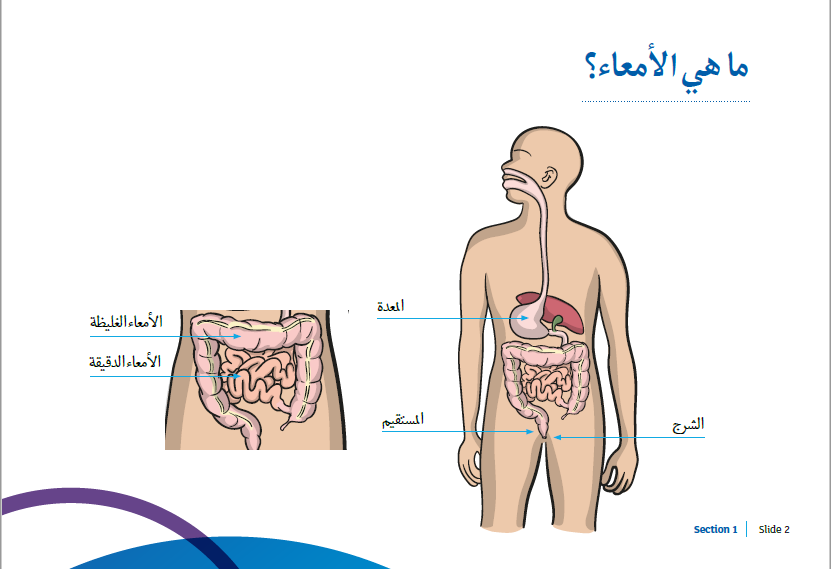 ما هي الأمعاء؟
المعدة
الأمعاء الغليظة
الأمعاء الدقيقة
المستقيم
الشرج
Section 1 | Slide 2